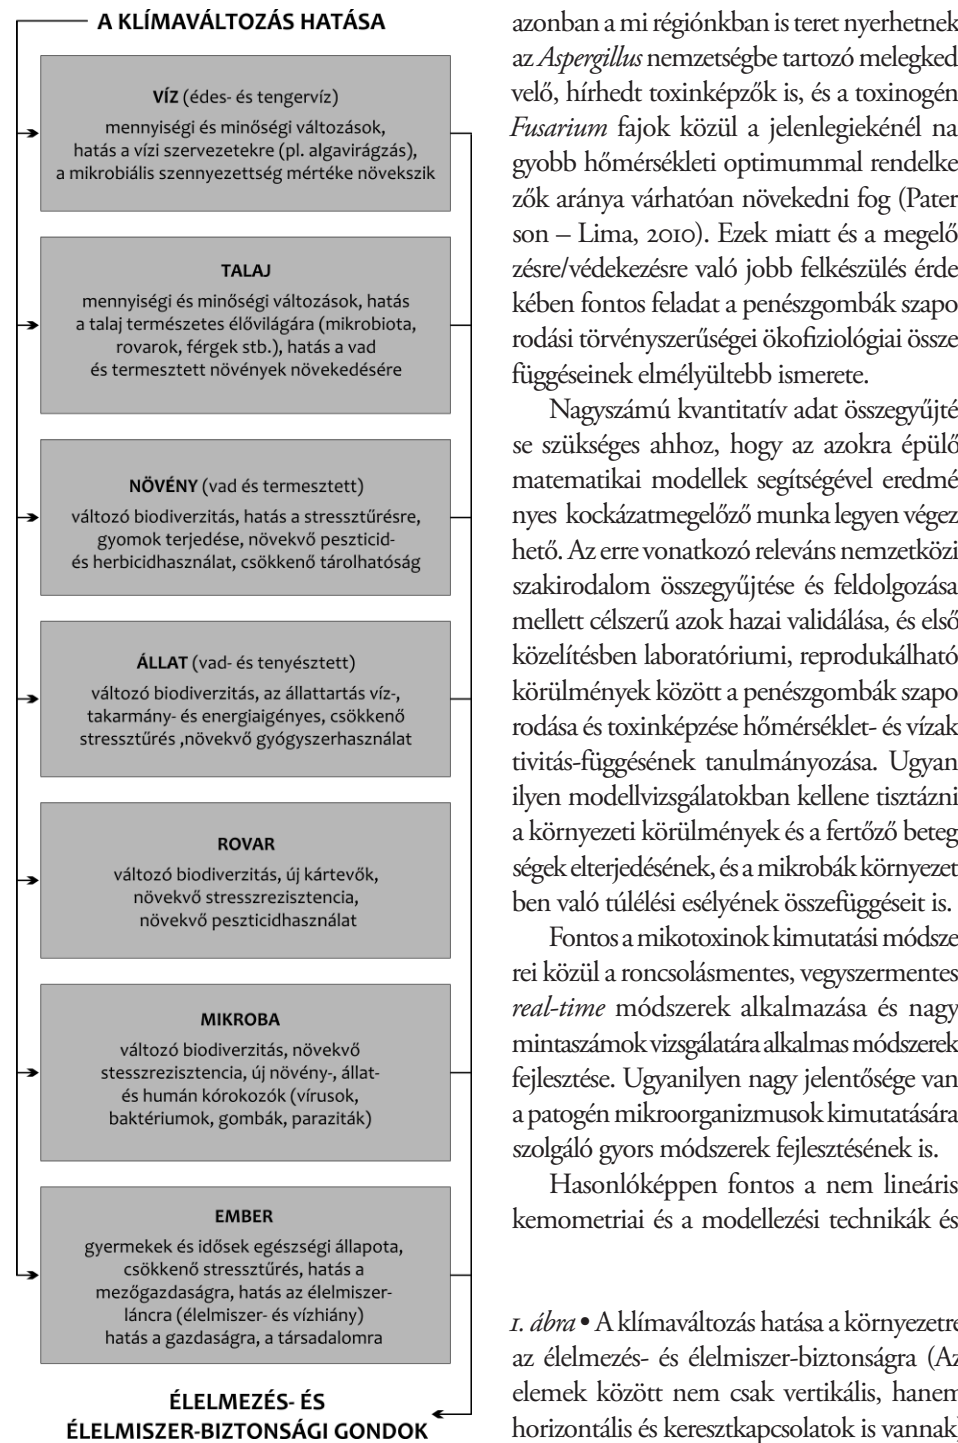 A KLÍMAVÁLTOZÁS HATÁSA
VÍZ (édes- és tengervíz)
mennyiségi és minőségi változások,
hatás a vízi szervezetekre (pl. algavirágzás),
a mikrobiális szennyezettség mértéke növekszik
TALAJ
mennyiségi és minőségi változások, hatás
a talaj természetes élővilágára (mikrobiota,
rovarok, férgek stb.), hatás a vad
és termesztett növények növekedésére
NÖVÉNY (vad és termesztett)
változó biodiverzitás, hatás a stressztűrésre,
gyomok terjedése, növekvő peszticid-
és herbicidhasználat, csökkenő tárolhatóság
ÁLLAT (vad- és tenyésztett)
változó biodiverzitás, az állattartás víz-,
takarmány- és energiaigényes, csökkenő
stressztűrés ,növekvő gyógyszerhasználat
ROVAR
változó biodiverzitás, új kártevők,
növekvő stresszrezisztencia,
növekvő peszticidhasználat
MIKROBA
változó biodiverzitás, növekvő
stesszrezisztencia, új növény-, állat-
és humán kórokozók (vírusok,
baktériumok, gombák, paraziták)
EMBER
gyermekek és idősek egészségi állapota,
csökkenő stressztűrés, hatás a
mezőgazdaságra, hatás az élelmiszer-
láncra (élelmiszer- és vízhiány)
hatás a gazdaságra, a társadalomra
ÉLELMEZÉS- ÉS
ÉLELMISZER-BIZTONSÁGI GONDOK
azonban a mi régiónkban is teret nyerhetnek
az Aspergillus nemzetségbe tartozó melegked
velő, hírhedt toxinképzők is, és a toxinogén
Fusarium fajok közül a jelenlegiekénél na
gyobb hőmérsékleti optimummal rendelke
zők aránya várhatóan növekedni fog (Pater
son – Lima, 2010). Ezek miatt és a megelő
zésre/védekezésre való jobb felkészülés érde
kében fontos feladat a penészgombák szapo
rodási törvényszerűségei ökofiziológiai össze
függéseinek elmélyültebb ismerete.
Nagyszámú kvantitatív adat összegyűjté
se szükséges ahhoz, hogy az azokra épülő
matematikai modellek segítségével eredmé
nyes kockázatmegelőző munka legyen végez
hető. Az erre vonatkozó releváns nemzetközi
szakirodalom összegyűjtése és feldolgozása
mellett célszerű azok hazai validálása, és első
közelítésben laboratóriumi, reprodukálható
körülmények között a penészgombák szapo
rodása és toxinképzése hőmérséklet- és vízak
tivitás-függésének tanulmányozása. Ugyan
ilyen modellvizsgálatokban kellene tisztázni
a környezeti körülmények és a fertőző beteg
ségek elterjedésének, és a mikrobák környezet
ben való túlélési esélyének összefüggéseit is.
Fontos a mikotoxinok kimutatási módsze
rei közül a roncsolásmentes, vegyszermentes
real-time módszerek alkalmazása és nagy
mintaszámok vizsgálatára alkalmas módszerek
fejlesztése. Ugyanilyen nagy jelentősége van
a patogén mikroorganizmusok kimutatására
szolgáló gyors módszerek fejlesztésének is.
Hasonlóképpen fontos a nem lineáris
kemometriai és a modellezési technikák és
1. ábra • A klímaváltozás hatása a környezetre
az élelmezés- és élelmiszer-biztonságra (Az
elemek között nem csak vertikális, hanem
horizontális és keresztkapcsolatok is vannak)